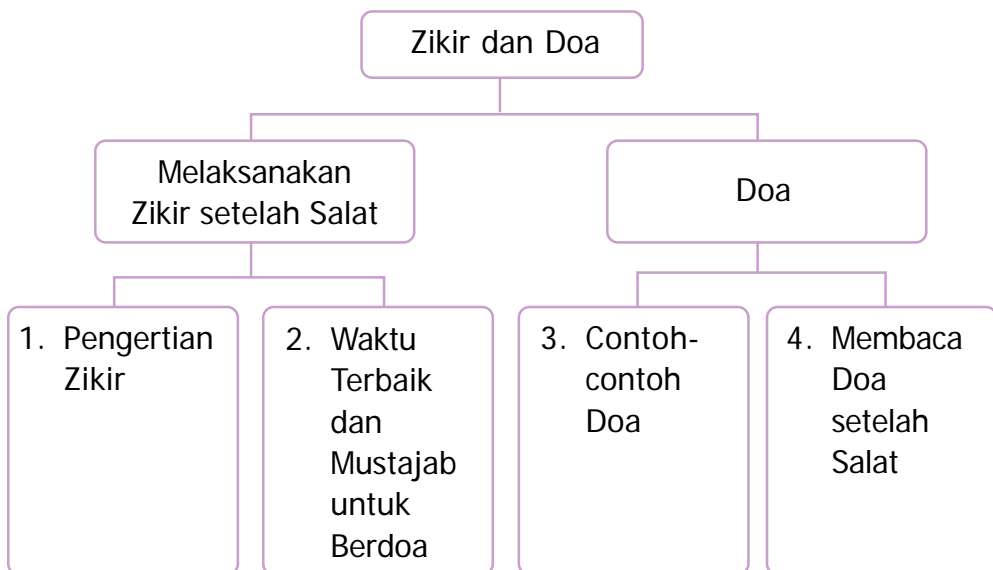 Zikir dan Doa
Melaksanakan
Zikir setelah Salat
Doa
1. Pengertian
Zikir
2. Waktu
Terbaik
dan
Mustajab
untuk
Berdoa
3. Contoh-
contoh
Doa
4. Membaca
Doa
setelah
Salat